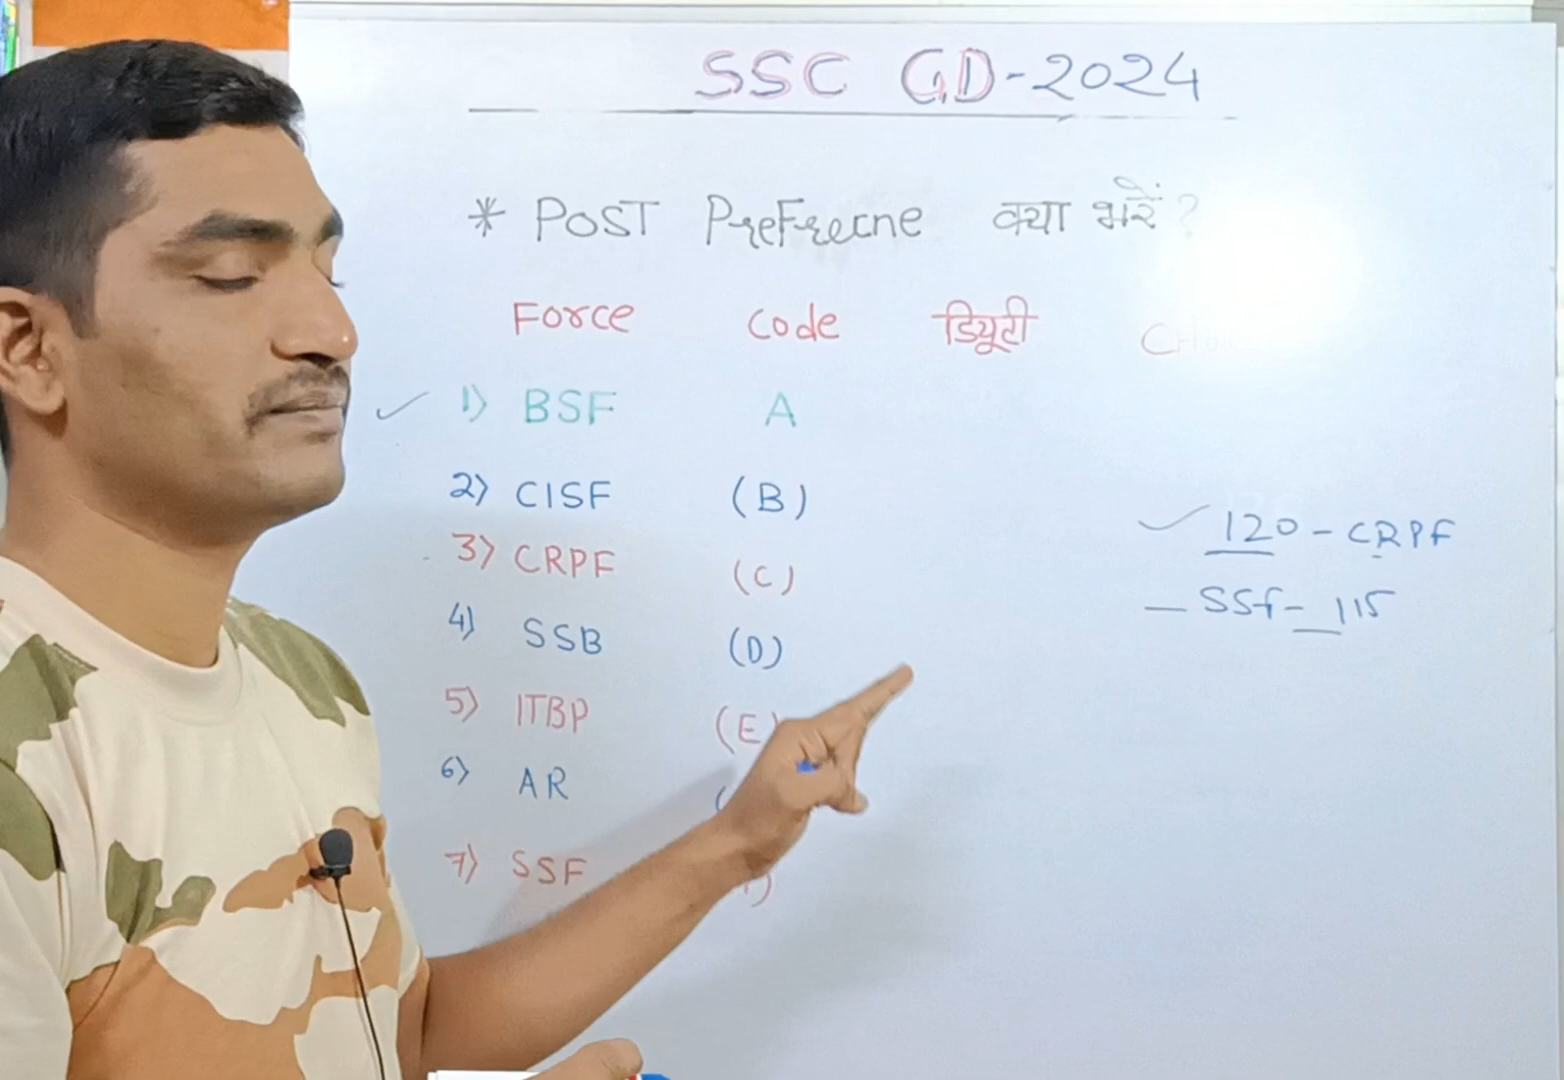 SSC GD-2024
* POST PreFrecne क्या भरें ?
Force Code डियूटी
1) BSF A
2) CISF (B)
3) CRPF (C)
4) SSB (D)
5) ITBP (E)
6) AR
7) SSF
120 - CRPF
SSF - 115